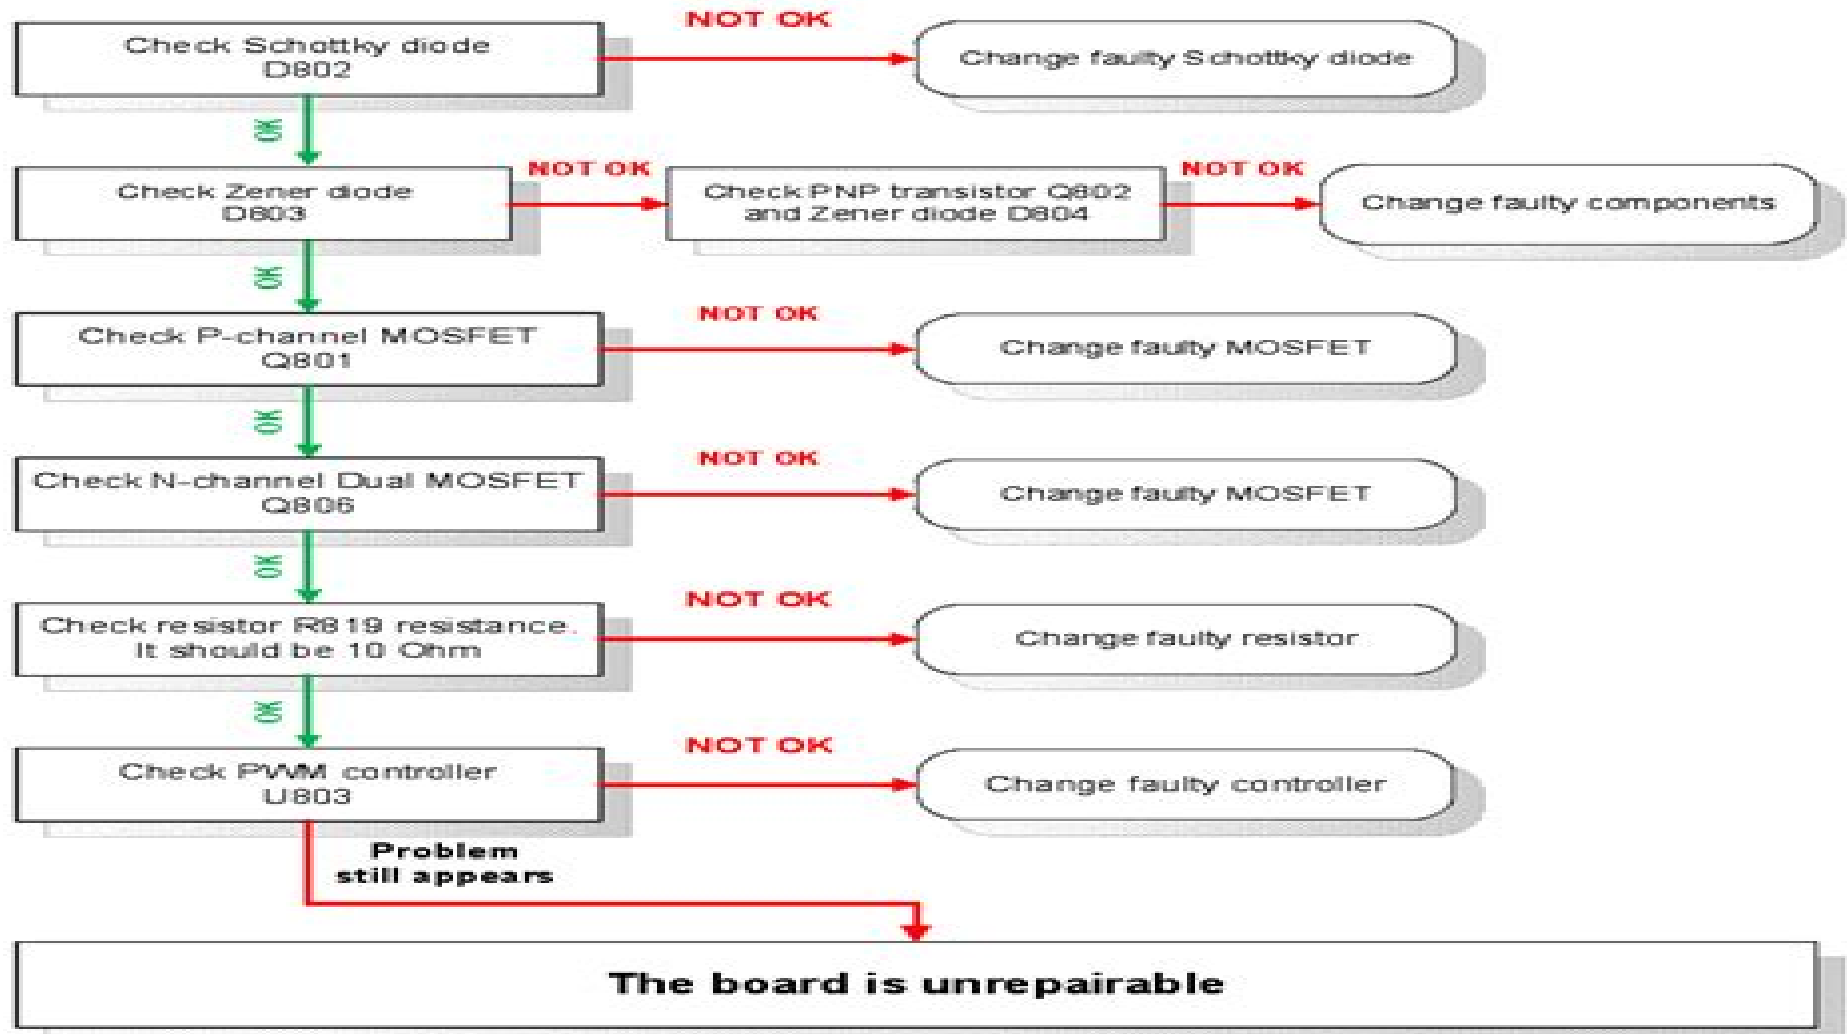 NOT OK
Check Schottky diode
D802
Change faulty Schottky diode
OK
NOT OK
NOT OK
Check Zener diode
D803
Check PNP transistor Q802
and Zener diode D804
Change faulty components
OK
NOT OK
Check P-channel MOSFET
Q801
Change faulty MOSFET
OK
NOT OK
Check N-channel Dual MOSFET
Q806
Change faulty MOSFET
OK
NOT OK
Check resistor R819 resistance.
It should be 10 Ohm
Change faulty resistor
OK
NOT OK
Check PWM controller
U803
Change faulty controller
Problem
still appears
The board is unrepairable